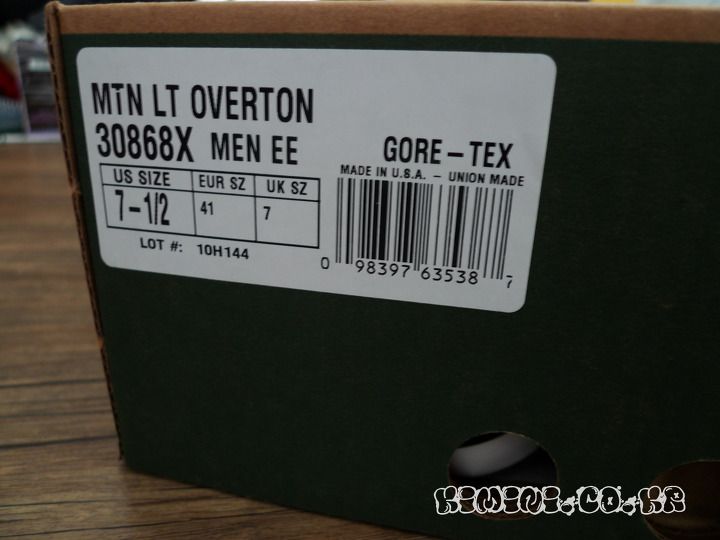 MTN LT OVERTON
30868X MEN EE
GORE-TEX
MADE IN U.S.A. - UNION MADE
US SIZE EUR SZ UK SZ
7-1/2 41 7
LOT #: 10H144
0 98397 63538 7
KIMINI.CO.KR